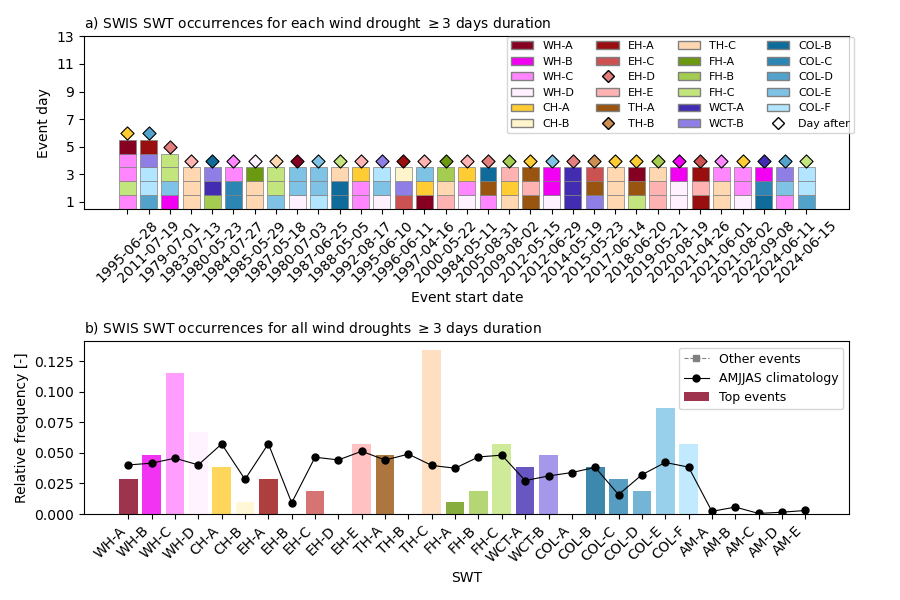 a) SWIS SWT occurrences for each wind drought ≥3 days duration
Event day
13
11
9
7
5
3
1
WH-A
WH-B
WH-C
WH-D
CH-A
CH-B
EH-A
EH-C
EH-D
EH-E
TH-A
TH-B
TH-C
FH-A
FH-B
FH-C
WCT-A
WCT-B
COL-B
COL-C
COL-D
COL-E
COL-F
Day after
1995-06-28
2011-07-19
1979-07-01
1983-07-13
1980-05-23
1984-07-27
1985-05-29
1987-05-18
1980-07-03
1987-06-25
1988-05-05
1992-08-17
1995-06-10
1996-06-11
1997-04-16
2000-05-22
1984-05-11
2005-08-31
2009-08-02
2012-05-15
2012-06-29
2014-05-19
2015-05-23
2017-06-14
2018-06-20
2019-05-21
2020-08-19
2021-04-26
2021-06-01
2021-08-02
2022-09-08
2024-06-11
2024-06-15
Event start date
b) SWIS SWT occurrences for all wind droughts ≥3 days duration
Relative frequency [-]
0.125
0.100
0.075
0.050
0.025
0.000
Other events
AMJJAS climatology
Top events
WH-A
WH-B
WH-C
WH-D
CH-A
CH-B
EH-A
EH-B
EH-C
EH-D
EH-E
TH-A
TH-B
TH-C
FH-A
FH-B
FH-C
WCT-A
WCT-B
COL-A
COL-B
COL-C
COL-D
COL-E
COL-F
AM-A
AM-B
AM-C
AM-D
AM-E
SWT